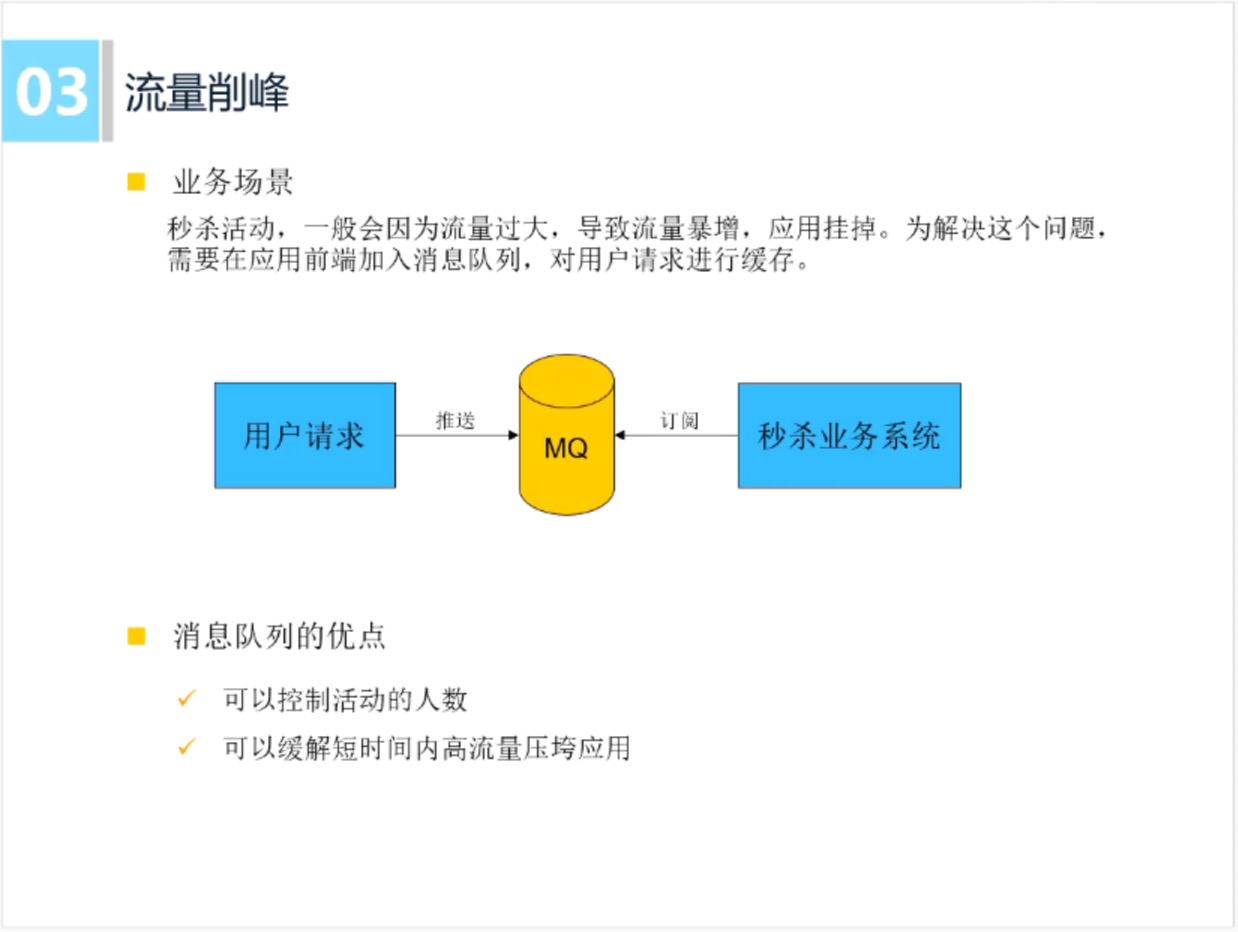 03
流量削峰
业务场景
秒杀活动，一般会因为流量过大，导致流量暴增，应用挂掉。为解决这个问题，
需要在应用前端加入消息队列，对用户请求进行缓存。
用户请求
推送
MQ
订阅
秒杀业务系统
消息队列的优点
可以控制活动的人数
可以缓解短时间内高流量压垮应用